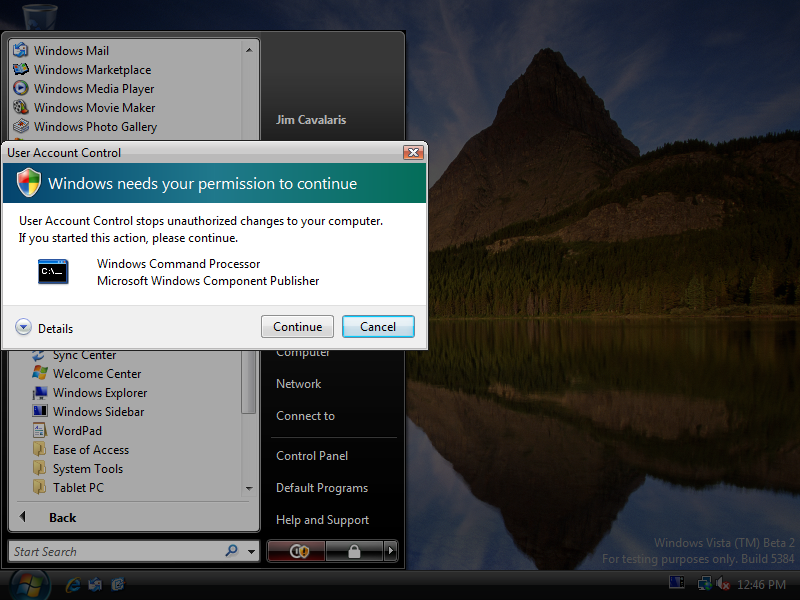 Windows Mail
Windows Marketplace
Windows Media Player
Windows Movie Maker
Windows Photo Gallery
Jim Cavalaris
User Account Control
Windows needs your permission to continue
User Account Control stops unauthorized changes to your computer.
If you started this action, please continue.
C:\_
Windows Command Processor
Microsoft Windows Component Publisher
Details
Continue
Cancel
Sync Center
Welcome Center
Windows Explorer
Windows Sidebar
WordPad
Ease of Access
System Tools
Tablet PC
Back
Start Search
Computer
Network
Connect to
Control Panel
Default Programs
Help and Support
Windows Vista (TM) Beta 2
For testing purposes only. Build 5384
12:46 PM